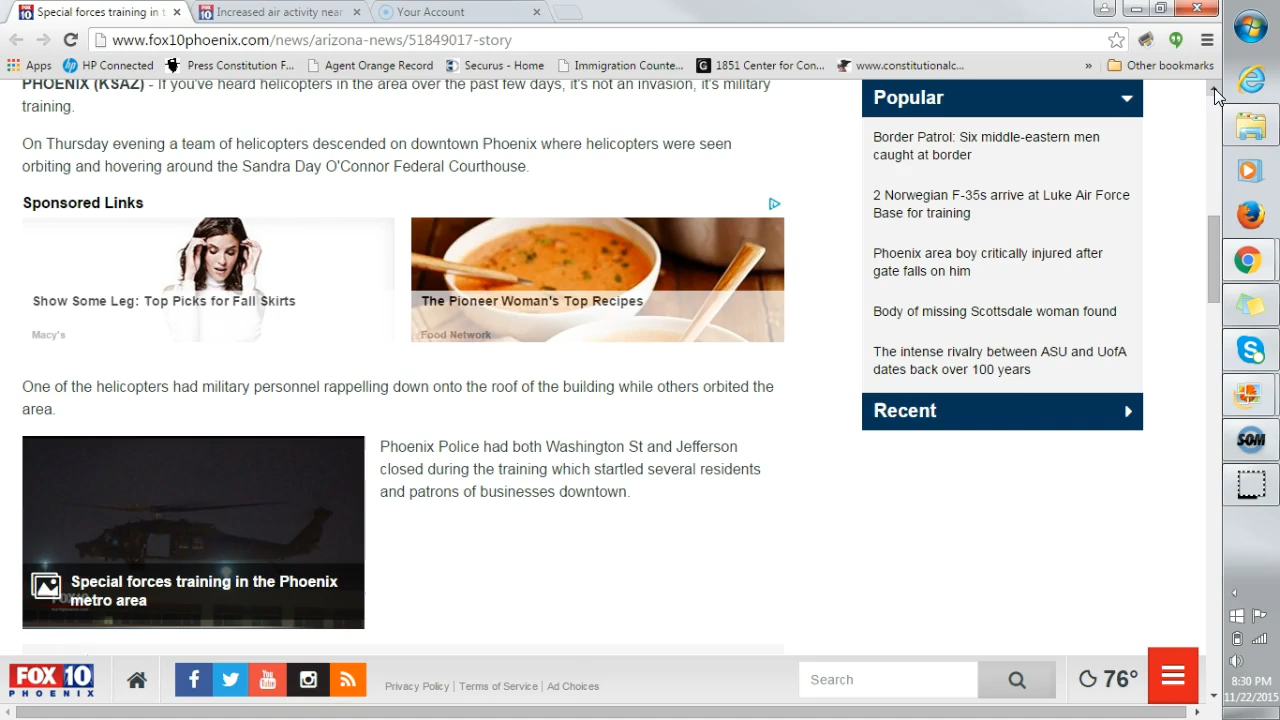 Special forces training in t
Increased air activity near
Your Account
www.fox10phoenix.com/news/arizona-news/51849017-story
Apps
HP Connected
Press Constitution F...
Agent Orange Record
Securus - Home
Immigration Counte...
1851 Center for Con...
www.constitutionalc...
»
Other bookmarks
PHOENIX (KSAZ) - If you've heard helicopters in the area over the past few days, it's not an invasion, it's military
training.
On Thursday evening a team of helicopters descended on downtown Phoenix where helicopters were seen
orbiting and hovering around the Sandra Day O'Connor Federal Courthouse.
Sponsored Links
Show Some Leg: Top Picks for Fall Skirts
Macy's
The Pioneer Woman's Top Recipes
Food Network
One of the helicopters had military personnel rappelling down onto the roof of the building while others orbited the
area.
Phoenix Police had both Washington St and Jefferson
closed during the training which startled several residents
and patrons of businesses downtown.
Special forces training in the Phoenix
metro area
Popular
Border Patrol: Six middle-eastern men
caught at border
2 Norwegian F-35s arrive at Luke Air Force
Base for training
Phoenix area boy critically injured after
gate falls on him
Body of missing Scottsdale woman found
The intense rivalry between ASU and UofA
dates back over 100 years
Recent
FOX 10
PHOENIX
Privacy Policy | Terms of Service | Ad Choices
Search
76°
SOM
8:30 PM
11/22/2015